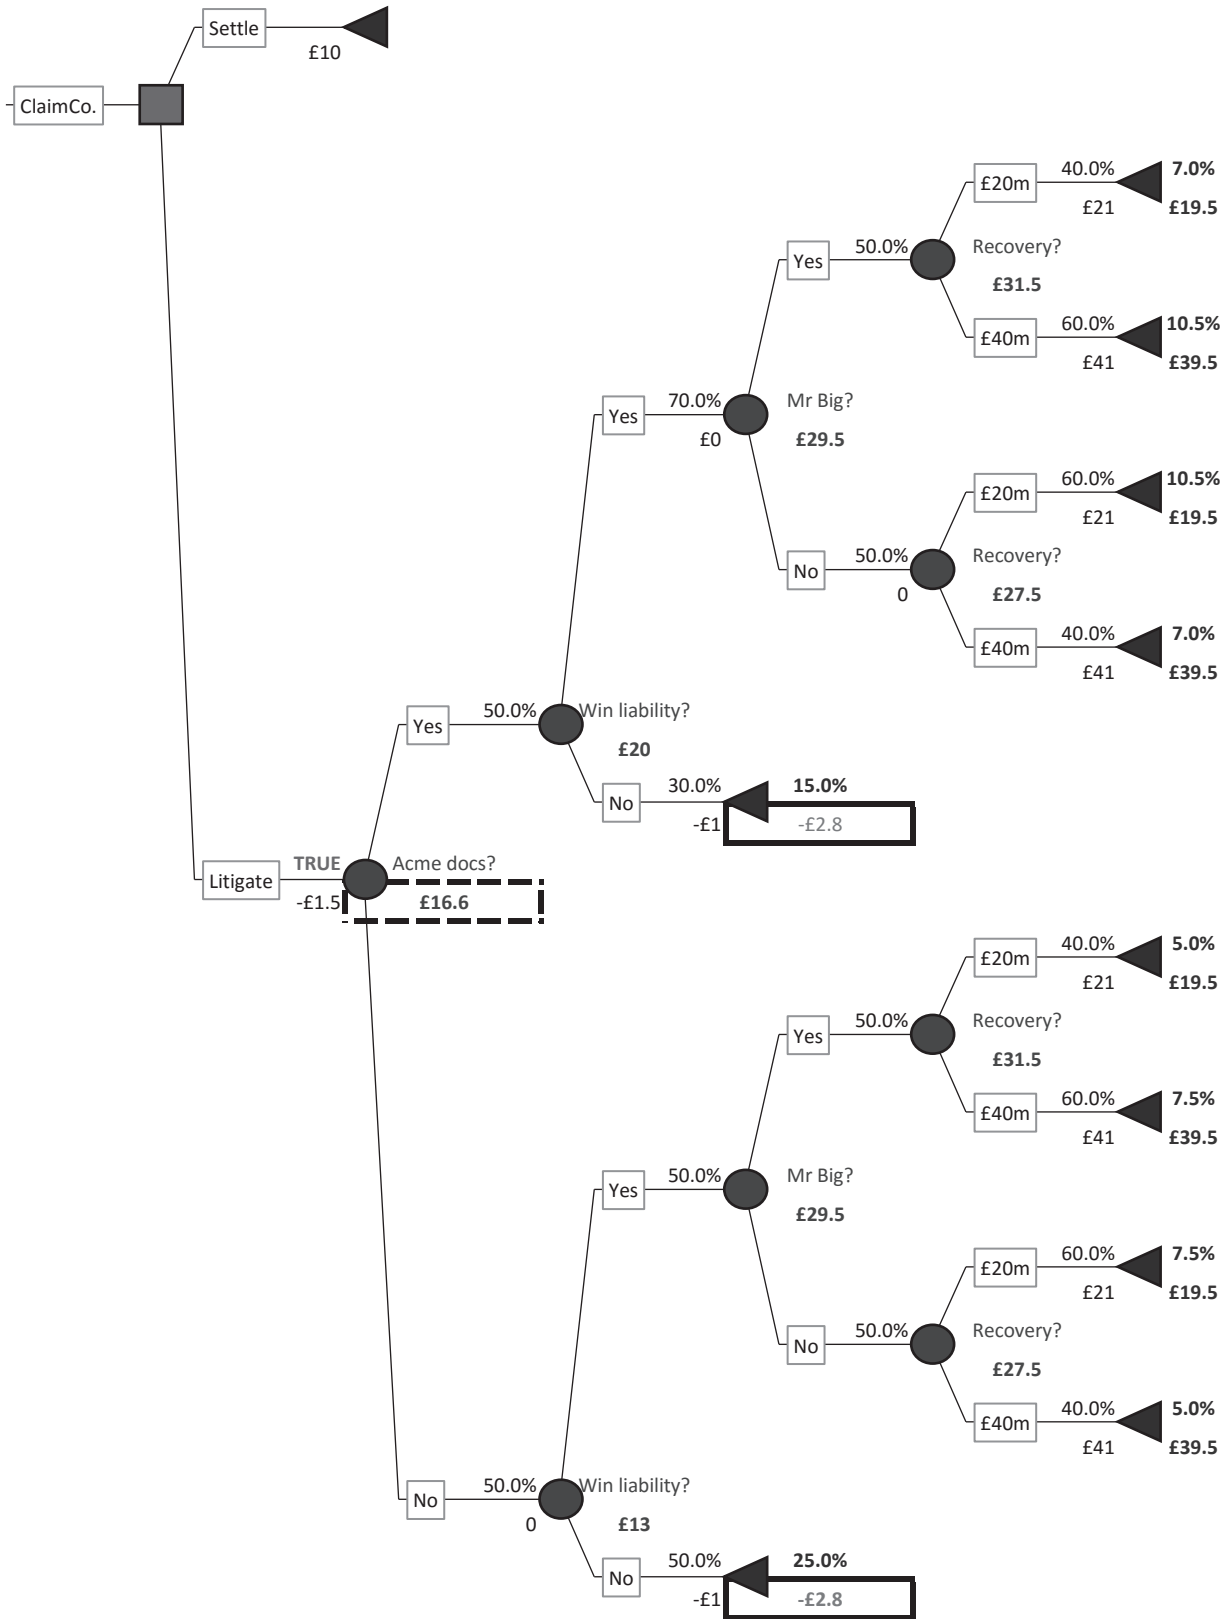 Settle
£10
ClaimCo.
£20m 40.0% 7.0%
£21 £19.5
Yes 50.0% Recovery?
£31.5
£40m 60.0% 10.5%
£41 £39.5
Yes 70.0% Mr Big?
£0 £29.5
£20m 60.0% 10.5%
£21 £19.5
No 50.0% Recovery?
0 £27.5
£40m 40.0% 7.0%
£41 £39.5
Yes 50.0% Win liability?
£20
No 30.0% 15.0%
-£1 -£2.8
Litigate TRUE Acme docs?
-£1.5 £16.6
£20m 40.0% 5.0%
£21 £19.5
Yes 50.0% Recovery?
£31.5
£40m 60.0% 7.5%
£41 £39.5
Yes 50.0% Mr Big?
£29.5
£20m 60.0% 7.5%
£21 £19.5
No 50.0% Recovery?
£27.5
£40m 40.0% 5.0%
£41 £39.5
No 50.0% Win liability?
0 £13
No 50.0% 25.0%
-£1 -£2.8